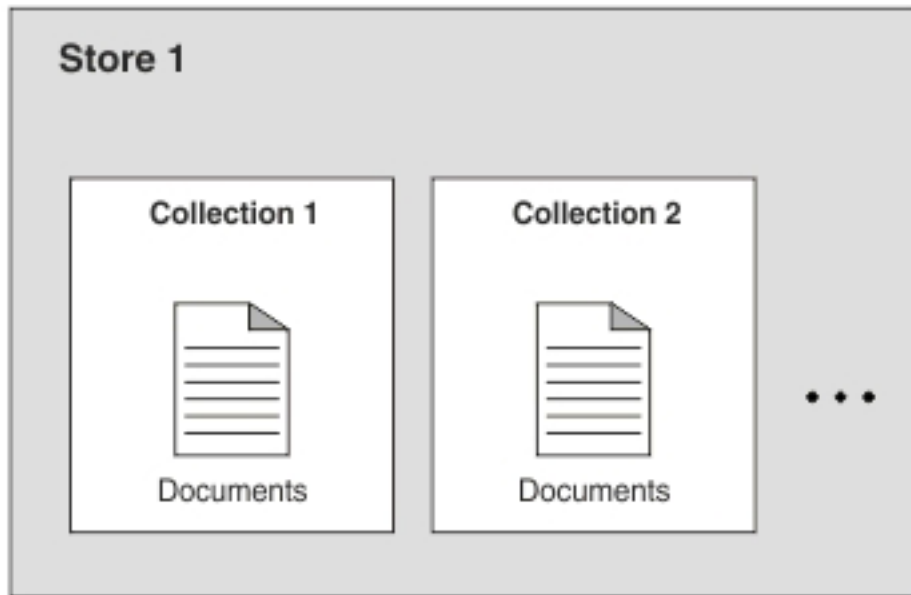 Store 1
Collection 1
Collection 2
Documents
Documents
...